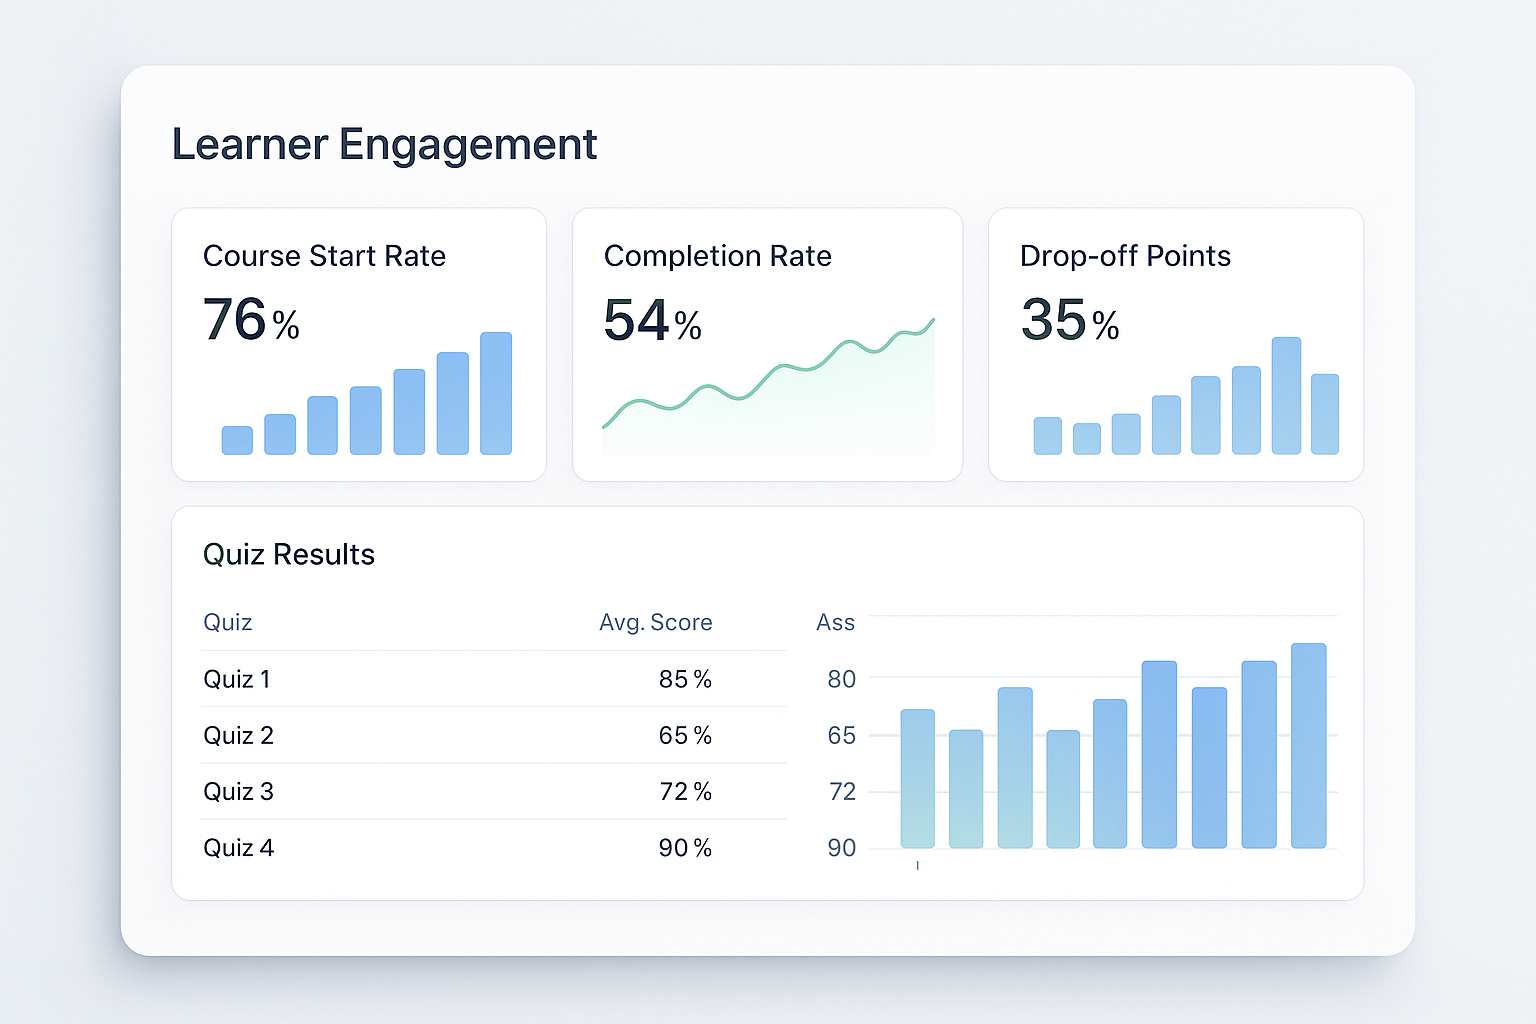 Learner Engagement
Course Start Rate
76%
Completion Rate
54%
Drop-off Points
35%
Quiz Results
Quiz Avg. Score
Quiz 1 85%
Quiz 2 65%
Quiz 3 72%
Quiz 4 90%
Ass
80
65
72
90